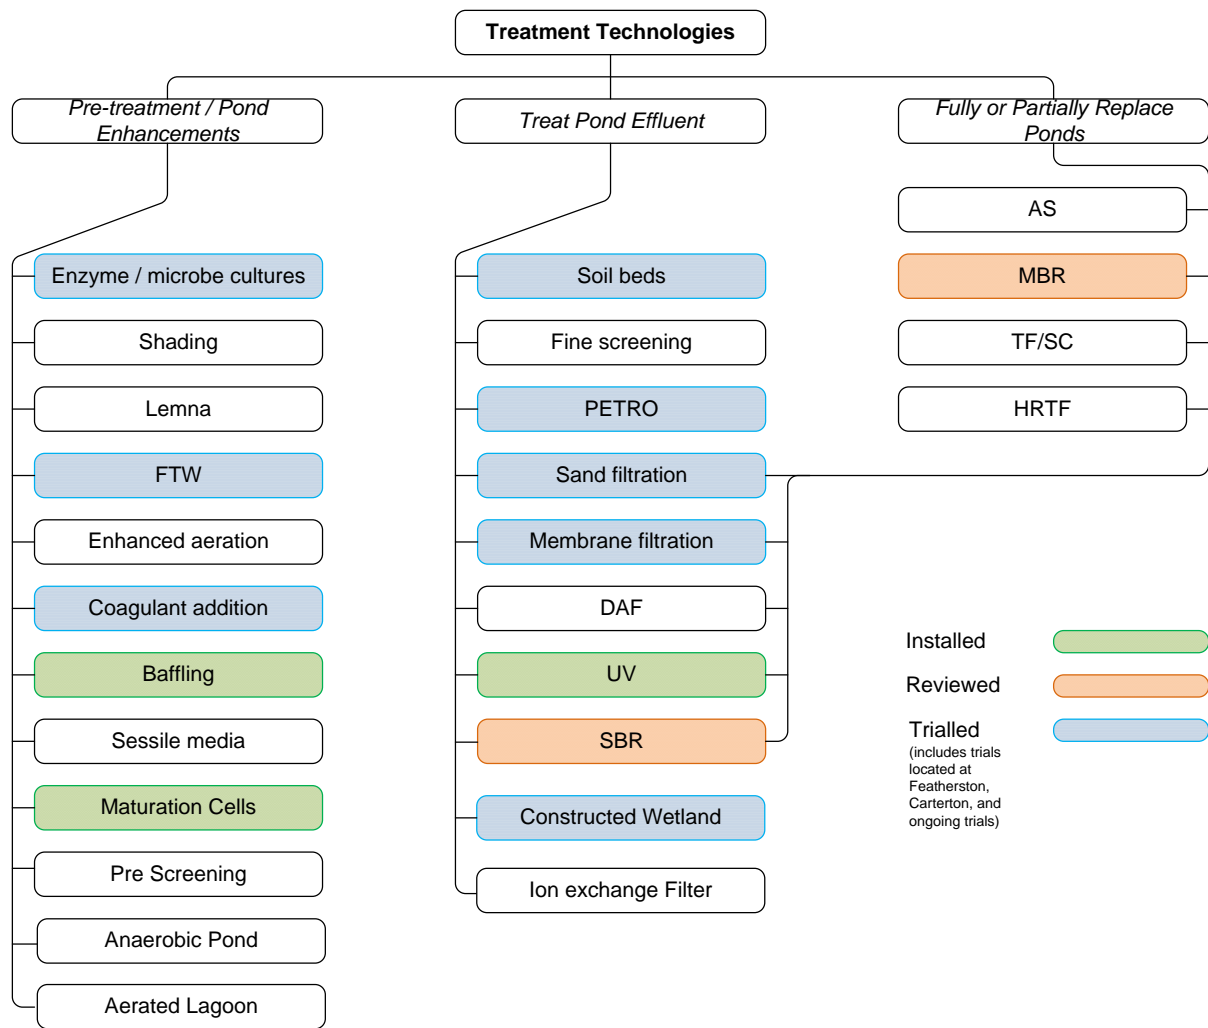 Treatment Technologies
Pre-treatment / Pond
Enhancements
Treat Pond Effluent
Fully or Partially Replace
Ponds
Enzyme / microbe cultures
Shading
Lemna
FTW
Enhanced aeration
Coagulant addition
Baffling
Sessile media
Maturation Cells
Pre Screening
Anaerobic Pond
Aerated Lagoon
Soil beds
Fine screening
PETRO
Sand filtration
Membrane filtration
DAF
UV
SBR
Constructed Wetland
Ion exchange Filter
AS
MBR
TF/SC
HRTF
Installed
Reviewed
Trialled
(includes trials
located at
Featherston,
Carterton, and
ongoing trials)